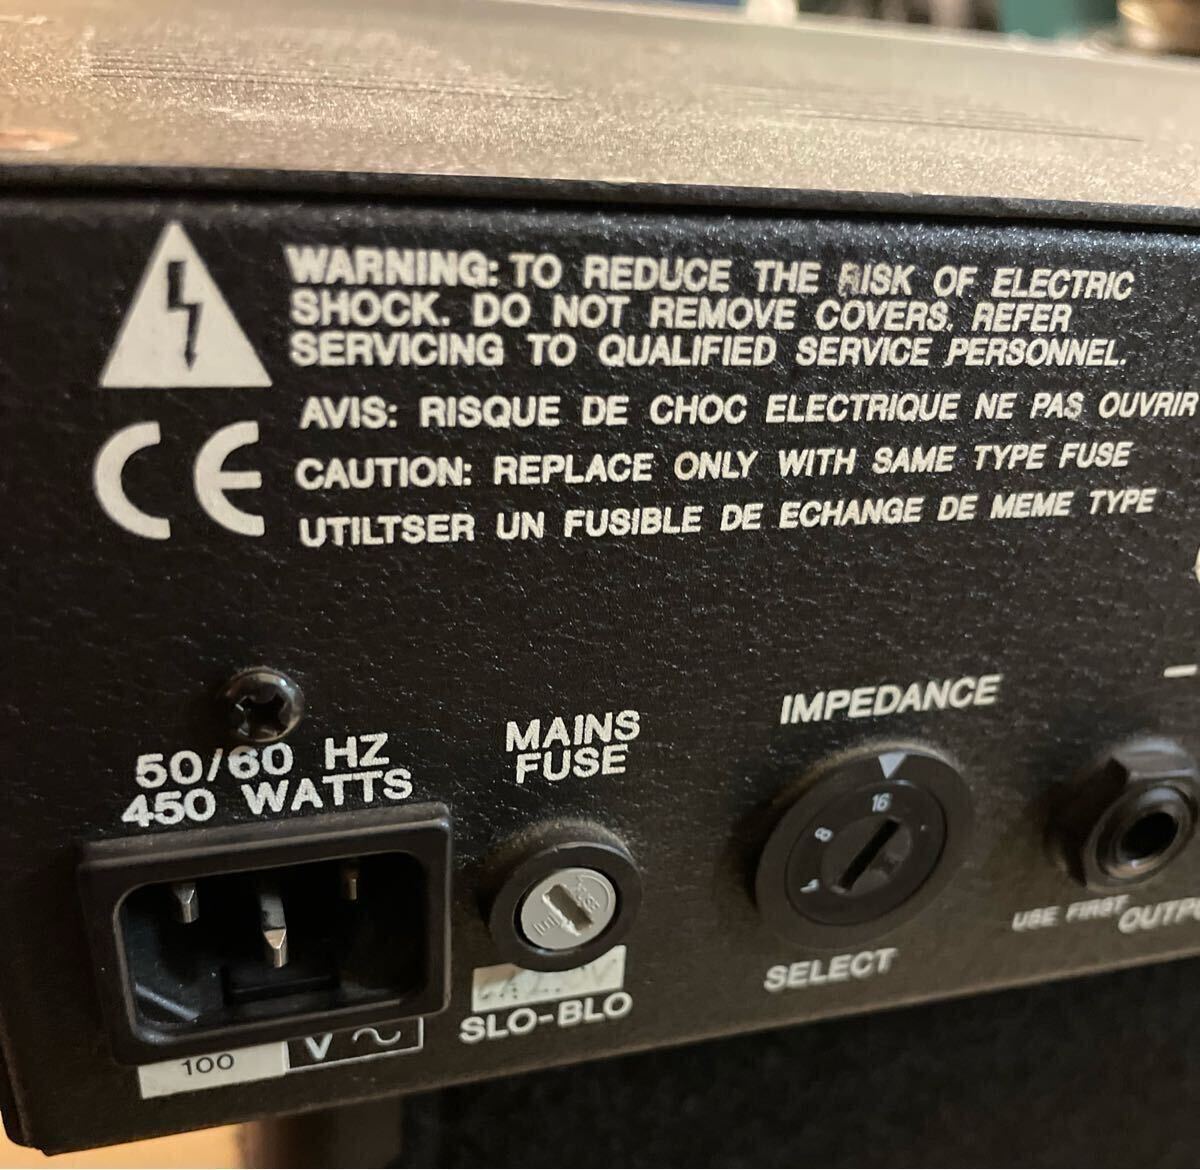 WARNING: TO REDUCE THE RISK OF ELECTRIC
SHOCK. DO NOT REMOVE COVERS. REFER
SERVICING TO QUALIFIED SERVICE PERSONNEL.
AVIS: RISQUE DE CHOC ELECTRIQUE NE PAS OUVRIR
CE
CAUTION: REPLACE ONLY WITH SAME TYPE FUSE
UTILTSER UN FUSIBLE DE ECHANGE DE MEME TYPE
50/60 HZ
450 WATTS
MAINS
FUSE
IMPEDANCE
16
8
FUSE
SELECT
USE FIRST
OUTP
SLO-BLO
100
V ~